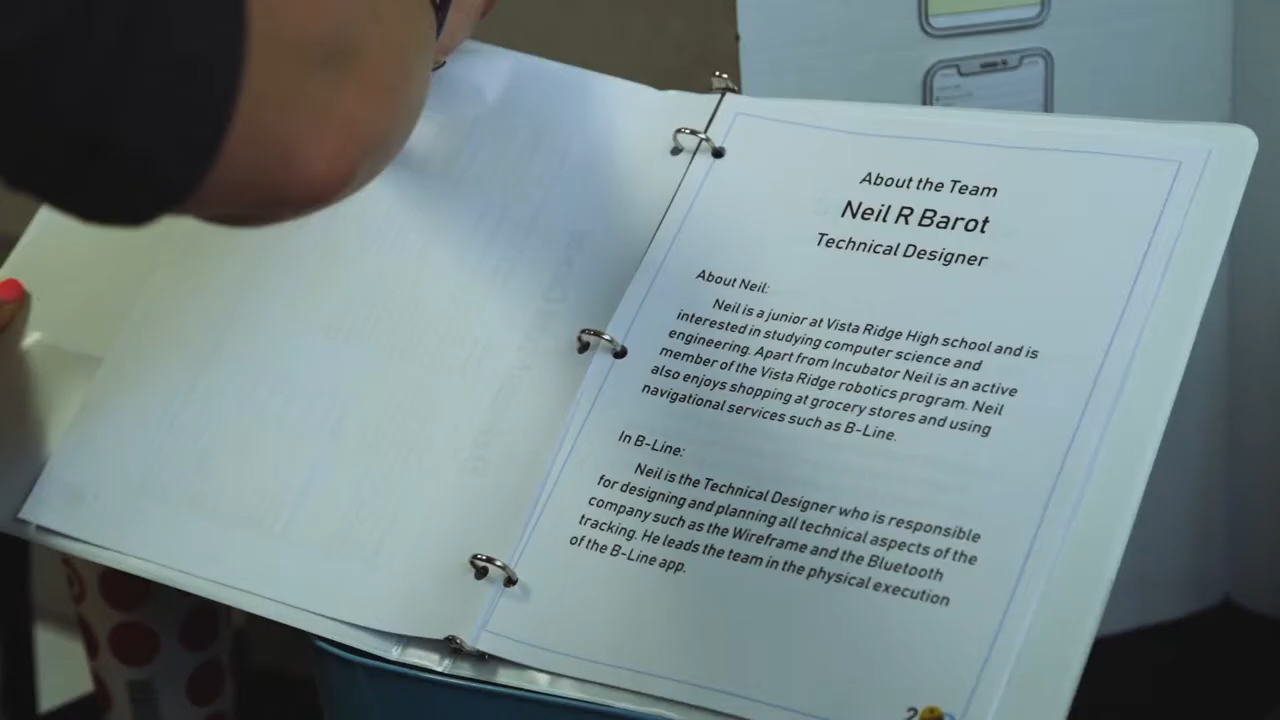 About the Team
Neil R Barot
Technical Designer
About Neil:
Neil is a junior at Vista Ridge High school and is
interested in studying computer science and
engineering. Apart from Incubator Neil is an active
member of the Vista Ridge robotics program. Neil
also enjoys shopping at grocery stores and using
navigational services such as B-Line.
In B-Line:
Neil is the Technical Designer who is responsible
for designing and planning all technical aspects of the
company such as the Wireframe and the Bluetooth
tracking. He leads the team in the physical execution
of the B-Line app.
2